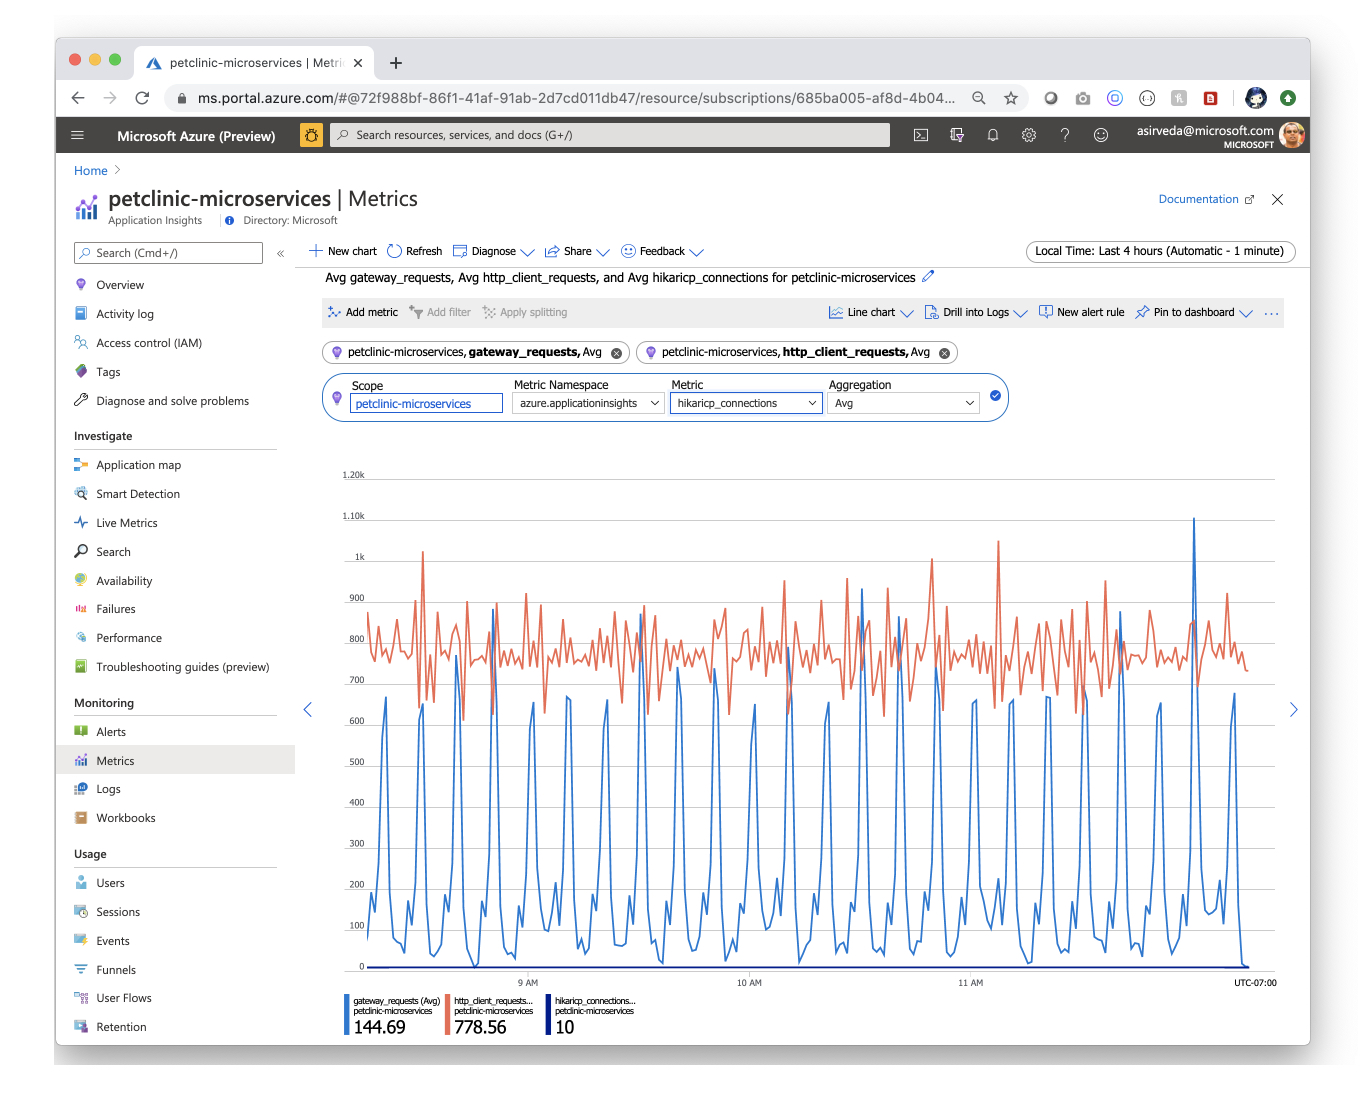 petclinic-microservices | Metri
ms.portal.azure.com/#@72f988bf-86f1-41af-91ab-2d7cd011db47/resource/subscriptions/685ba005-af8d-4b04...
Microsoft Azure (Preview)
Search resources, services, and docs (G+/)
asirveda@microsoft.com
MICROSOFT
Home
petclinic-microservices | Metrics
Application Insights
Directory: Microsoft
Documentation
Search (Cmd+/)
«
New chart
Refresh
Diagnose
Share
Feedback
Local Time: Last 4 hours (Automatic - 1 minute)
Avg gateway_requests, Avg http_client_requests, and Avg hikaricp_connections for petclinic-microservices
Add metric
Add filter
Apply splitting
Line chart
Drill into Logs
New alert rule
Pin to dashboard
...
petclinic-microservices, gateway_requests, Avg
petclinic-microservices, http_client_requests, Avg
Scope
petclinic-microservices
Metric Namespace
azure.applicationinsights
Metric
hikaricp_connections
Aggregation
Avg
Overview
Activity log
Access control (IAM)
Tags
Diagnose and solve problems
Investigate
Application map
Smart Detection
Live Metrics
Search
Availability
Failures
Performance
Troubleshooting guides (preview)
Monitoring
Alerts
Metrics
Logs
Workbooks
Usage
Users
Sessions
Events
Funnels
User Flows
Retention
1.20k
1.10k
1k
900
800
700
600
500
400
300
200
100
0
9 AM
10 AM
11 AM
UTC-07:00
gateway_requests (Avg)
petclinic-microservices
144.69
http_client_requests...
petclinic-microservices
778.56
hikaricp_connections...
petclinic-microservices
10